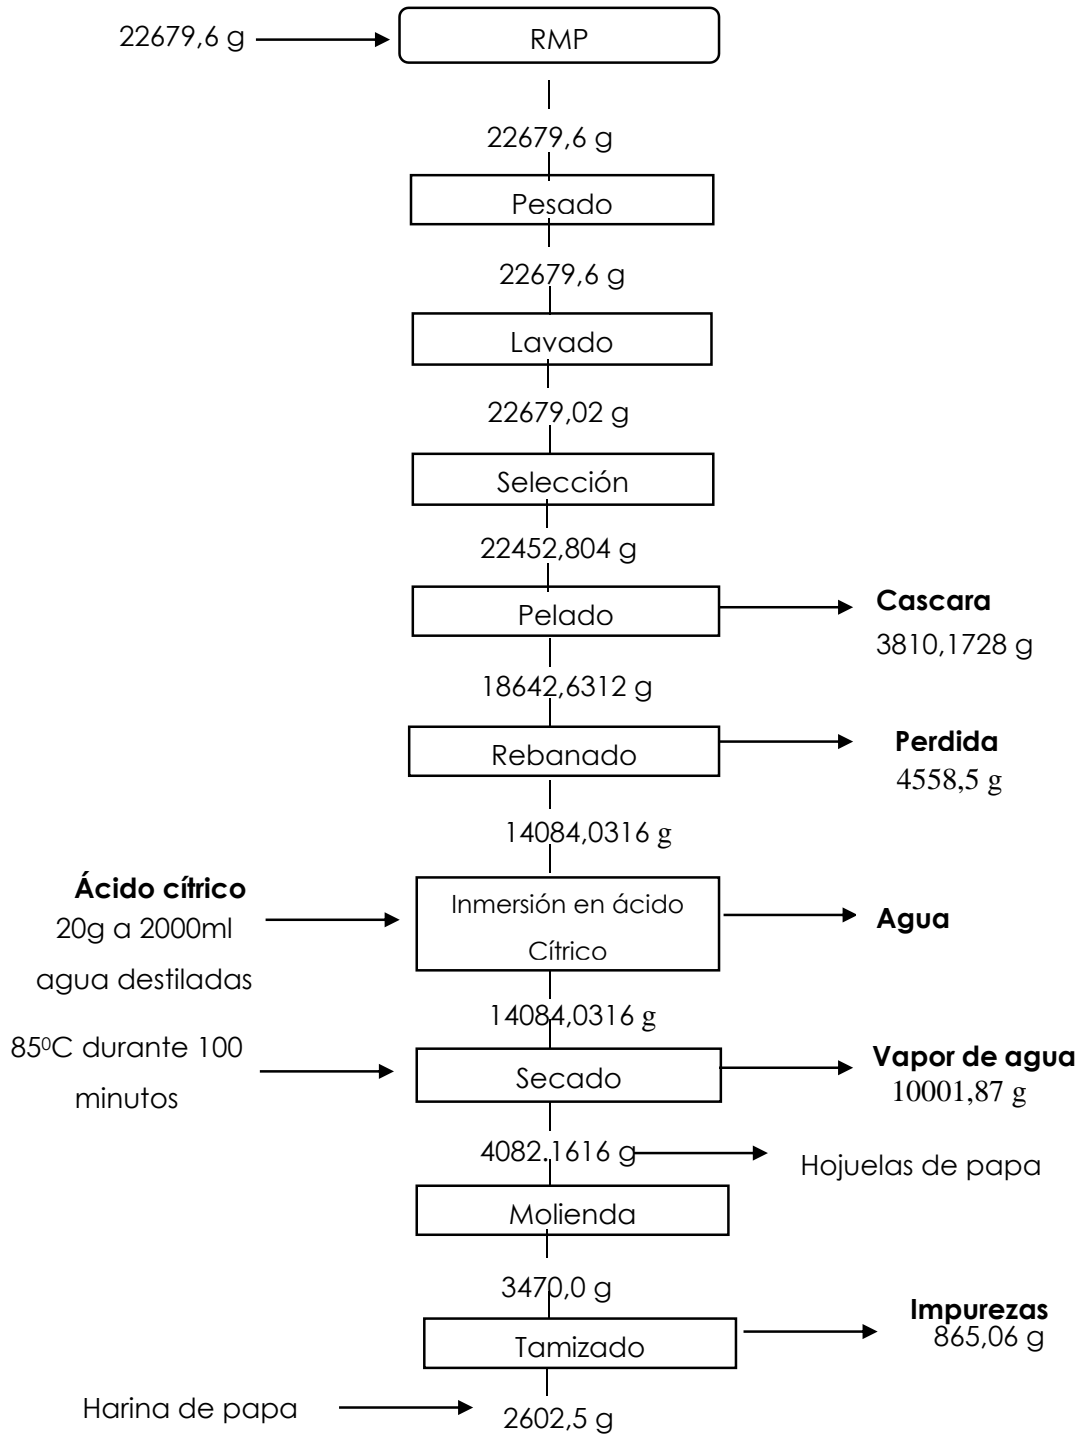 22679,6 g
RMP
22679,6 g
Pesado
22679,6 g
Lavado
22679,02 g
Selección
22452,804 g
Pelado
Cascara
3810,1728 g
18642,6312 g
Rebanado
Perdida
4558,5 g
14084,0316 g
Ácido cítrico
20g a 2000ml
agua destiladas
Inmersión en ácido
Cítrico
Agua
14084,0316 g
85⁰C durante 100
minutos
Secado
Vapor de agua
10001,87 g
4082.1616 g
Hojuelas de papa
Molienda
3470,0 g
Tamizado
Impurezas
865,06 g
Harina de papa
2602,5 g